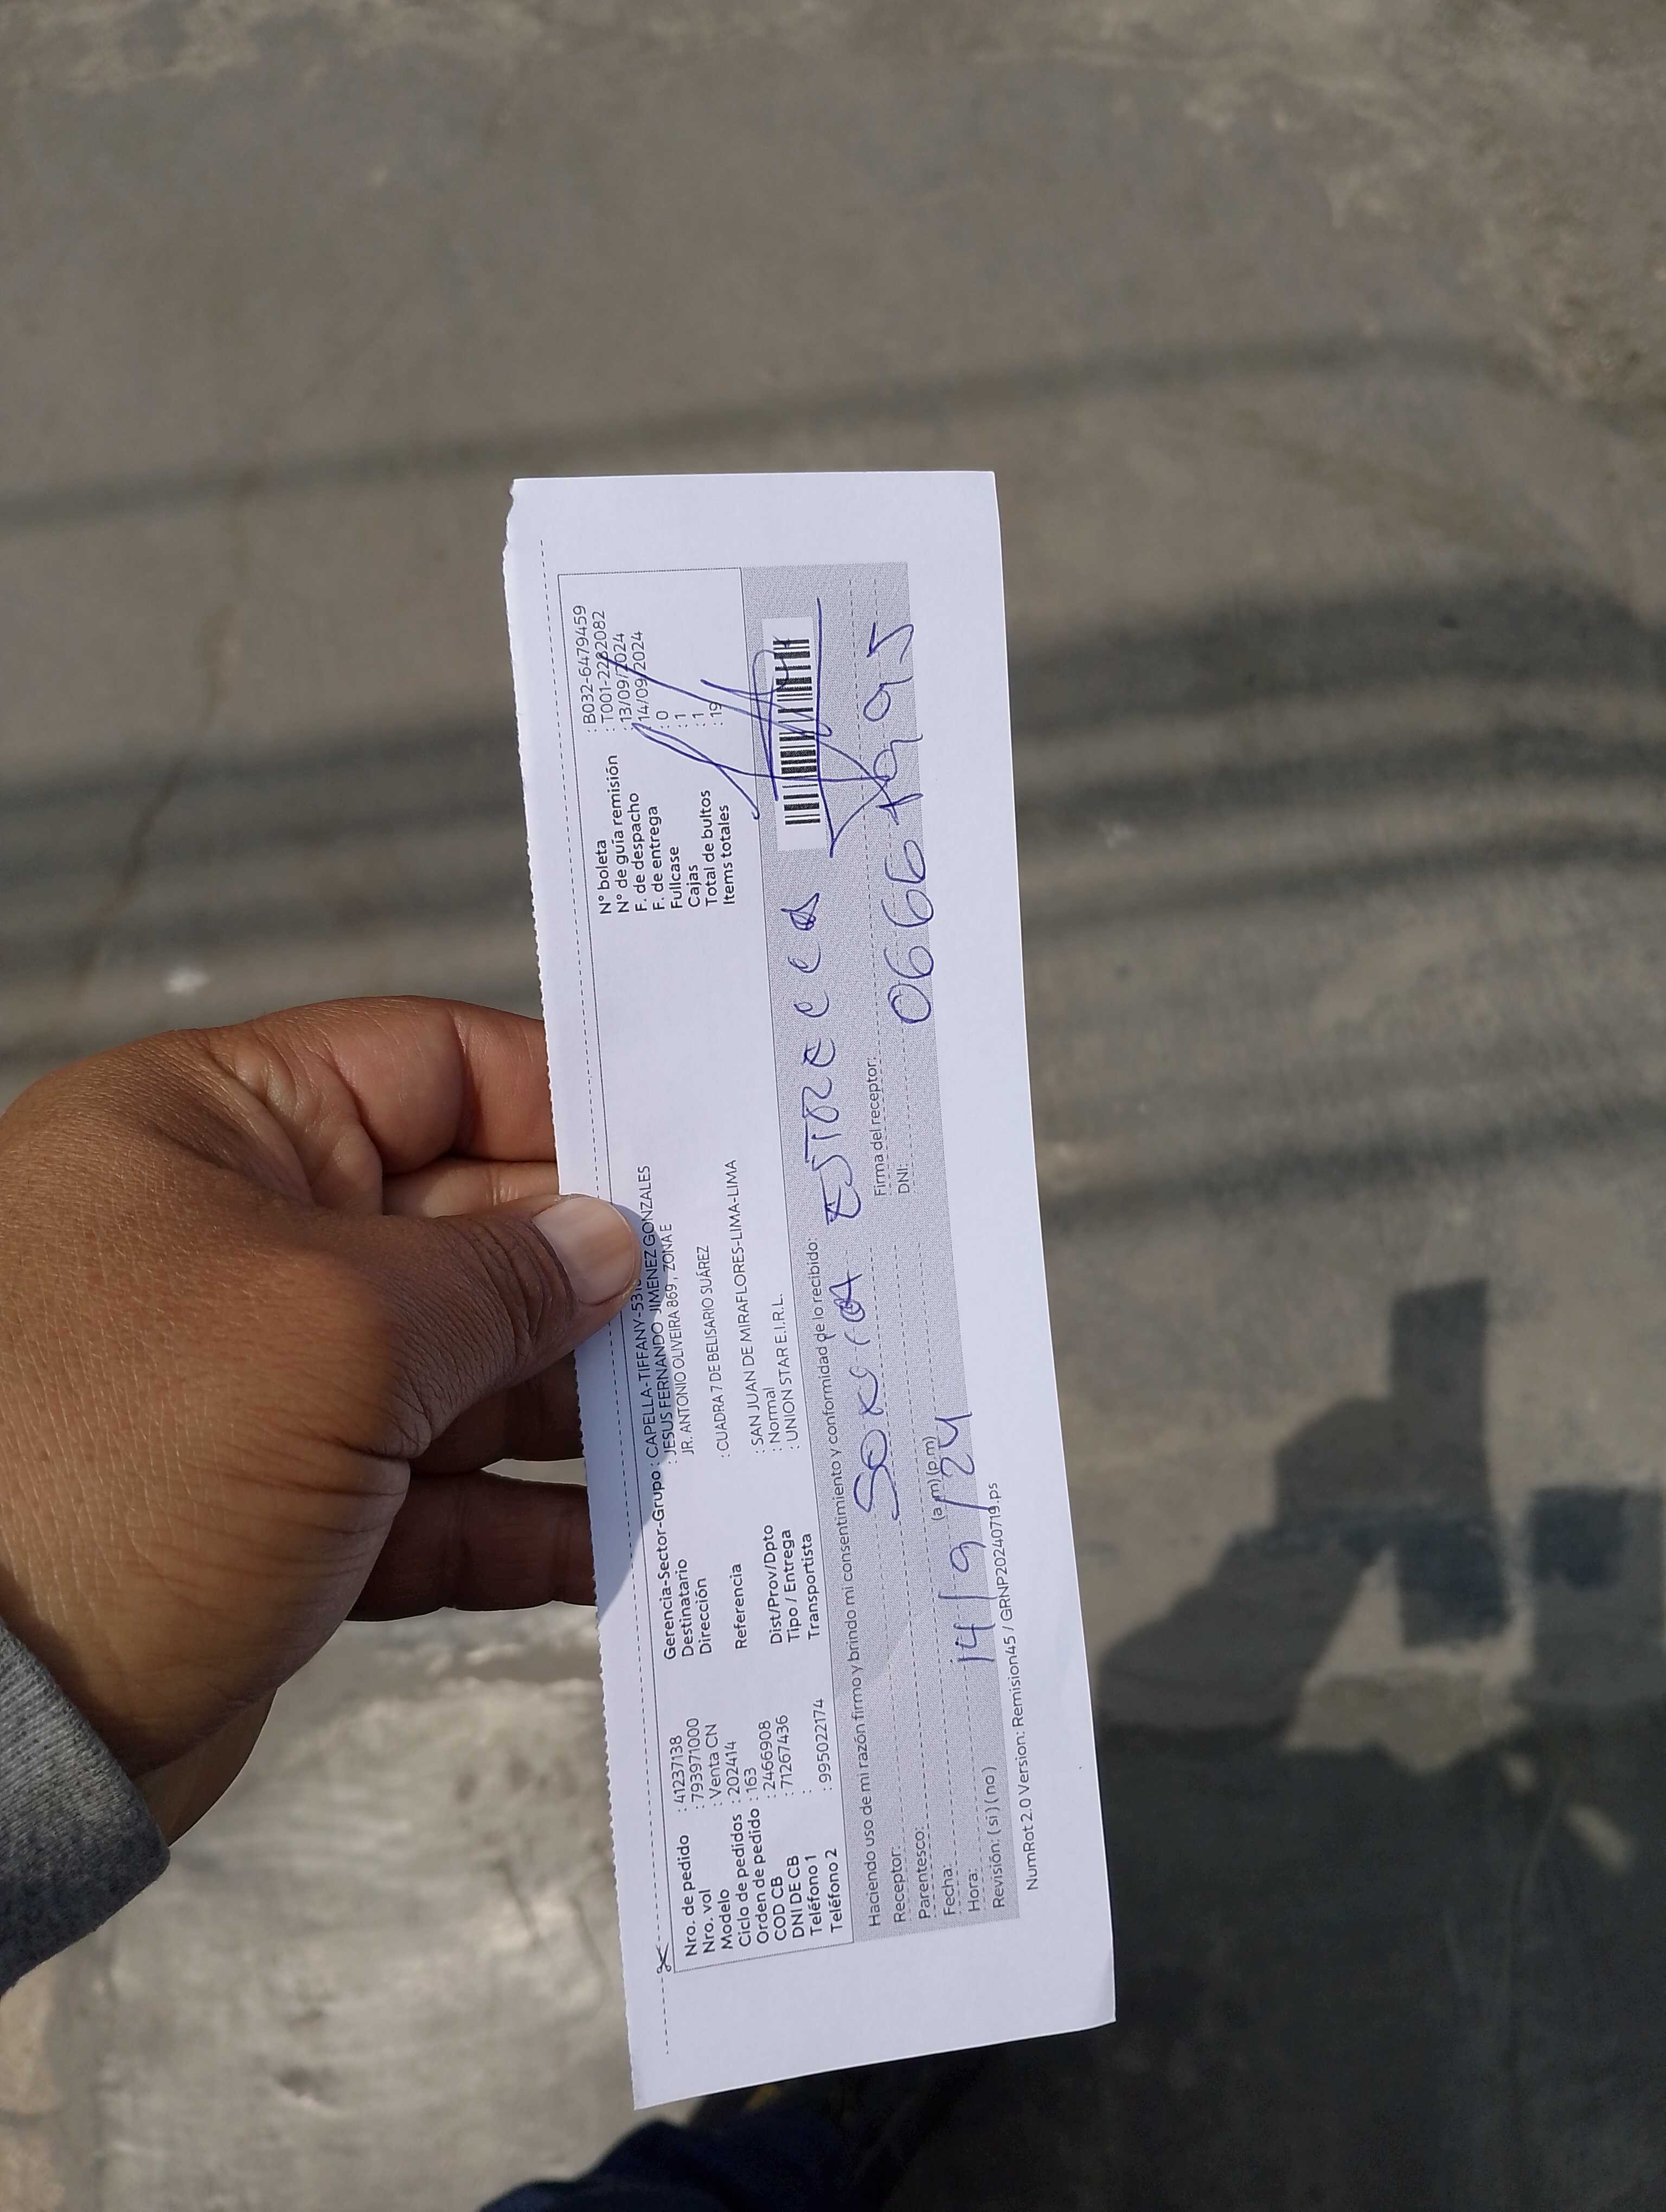 Nro. de pedido : 41237138
Nro. vol : 793971000
Modelo : Venta CN
Ciclo de pedidos : 202414
Orden de pedido : 163
COD CB : 2466908
DNI DE CB : 71267436
Teléfono 1 :
Teléfono 2 : 995022174
Gerencia-Sector-Grupo : CAPELLA-TIFFANY-
Destinatario : JESUS FERNANDO JIMENEZ GONZALES
Dirección JR. ANTONIO OLIVEIRA 869 , ZONA E
Referencia : CUADRA 7 DE BELISARIO SUÁREZ
Dist/Prov/Dpto : SAN JUAN DE MIRAFLORES-LIMA-LIMA
Tipo / Entrega : Normal
Transportista : UNION STAR E.I.R.L.
N° boleta : B032-6479459
N° de guía remisión : T001-2282082
F. de despacho : 13/09/2024
F. de entrega : 14/09/2024
Fullcase : 0
Cajas : 1
Total de bultos : 1
Items totales : 19
Haciendo uso de mi razón firmo y brindo mi consentimiento y conformidad de lo recibido:
Receptor:
Parentesco:
Fecha: 14/9/24
Hora: (a.m) (p.m)
Revisión: ( si ) ( no )
Firma del receptor:
DNI:
NumRot 2.0 Version: Remision45 / GRNP20240719.ps